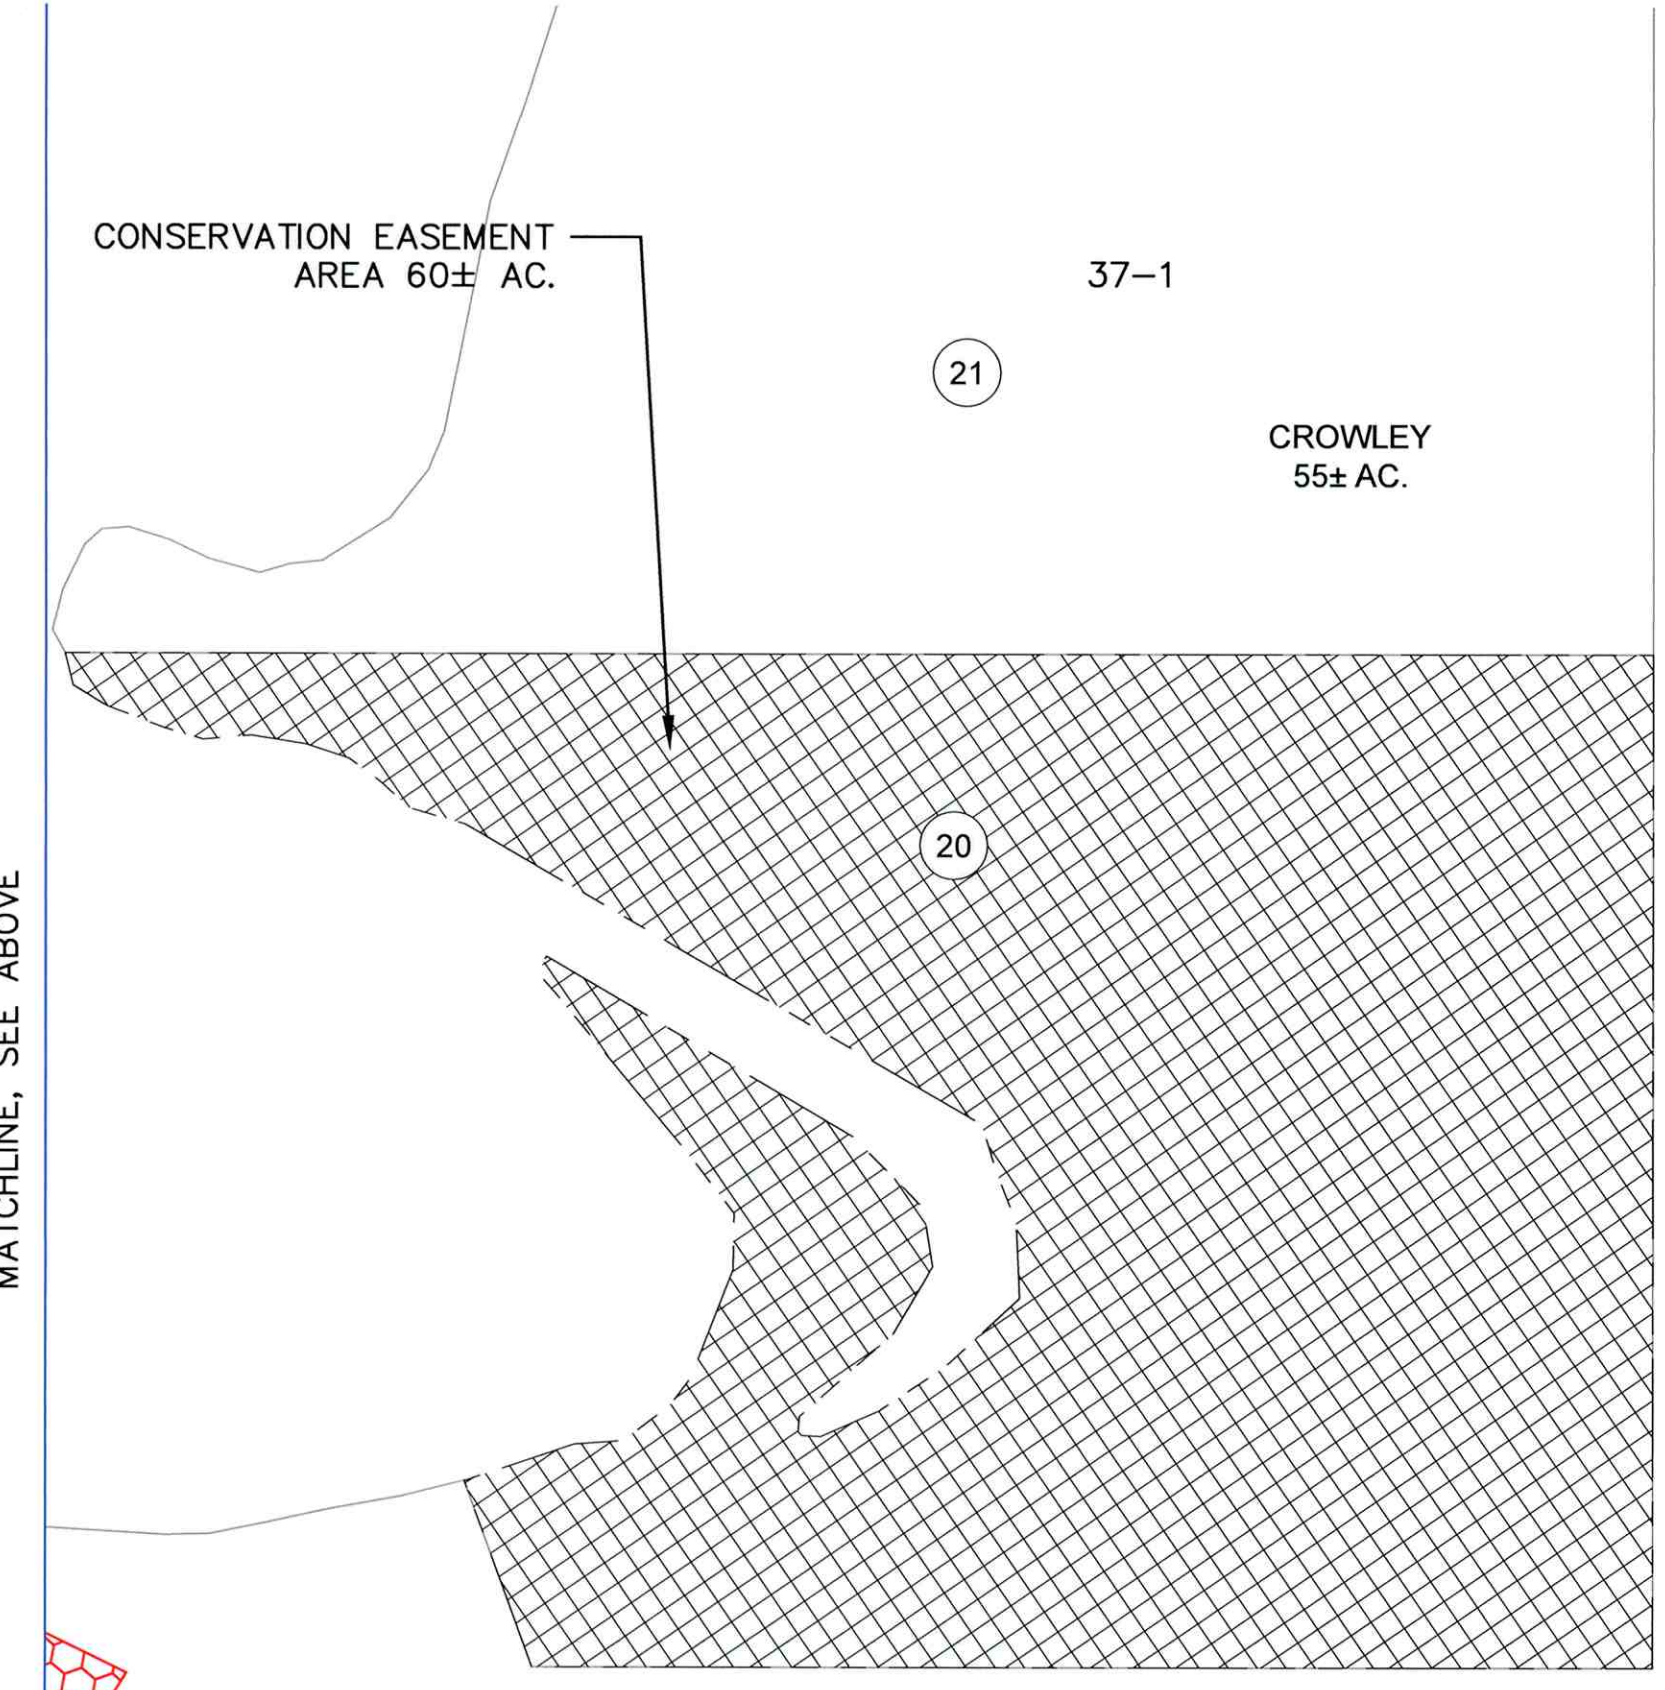 CONSERVATION EASEMENT
AREA 60± AC.
37-1
21
CROWLEY
55± AC.
20
MATCHLINE, SEE ABOVE